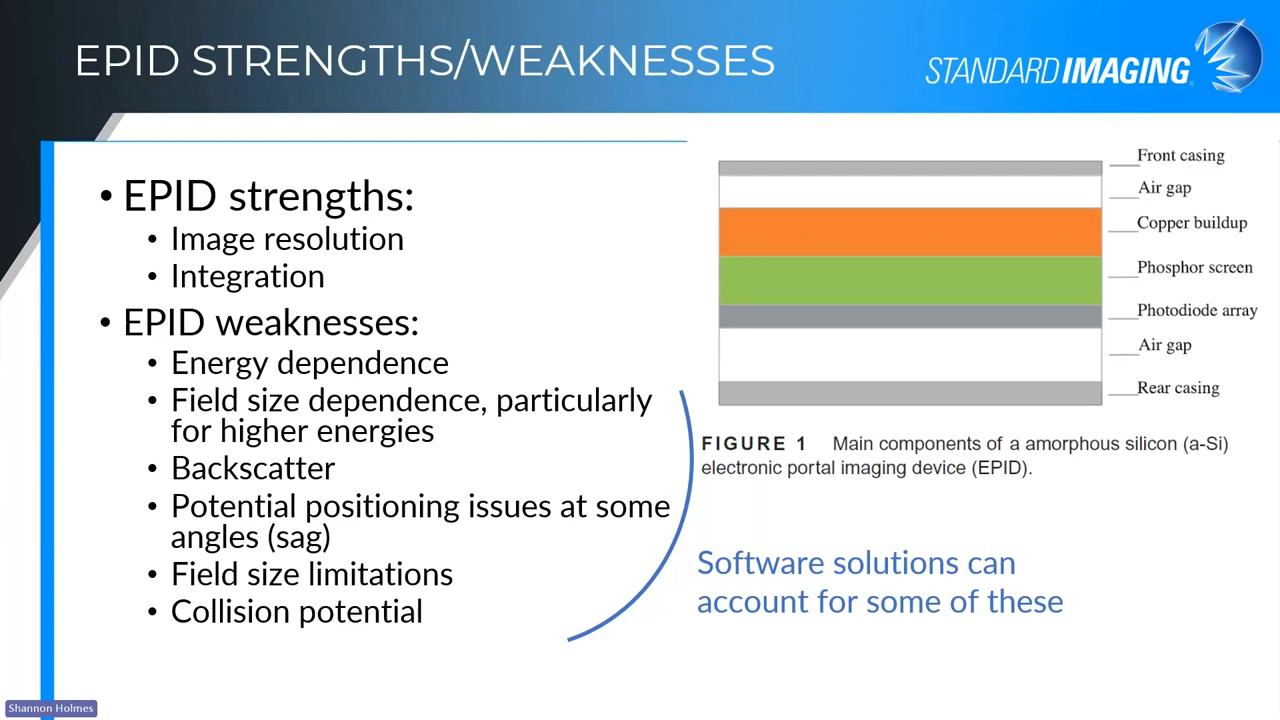 EPID STRENGTHS/WEAKNESSES
STANDARD IMAGING
• EPID strengths:
• Image resolution
• Integration
• EPID weaknesses:
• Energy dependence
• Field size dependence, particularly
for higher energies
• Backscatter
• Potential positioning issues at some
angles (sag)
• Field size limitations
• Collision potential
Front casing
Air gap
Copper buildup
Phosphor screen
Photodiode array
Air gap
Rear casing
FIGURE 1 Main components of a amorphous silicon (a-Si)
electronic portal imaging device (EPID).
Software solutions can
account for some of these
Shannon Holmes